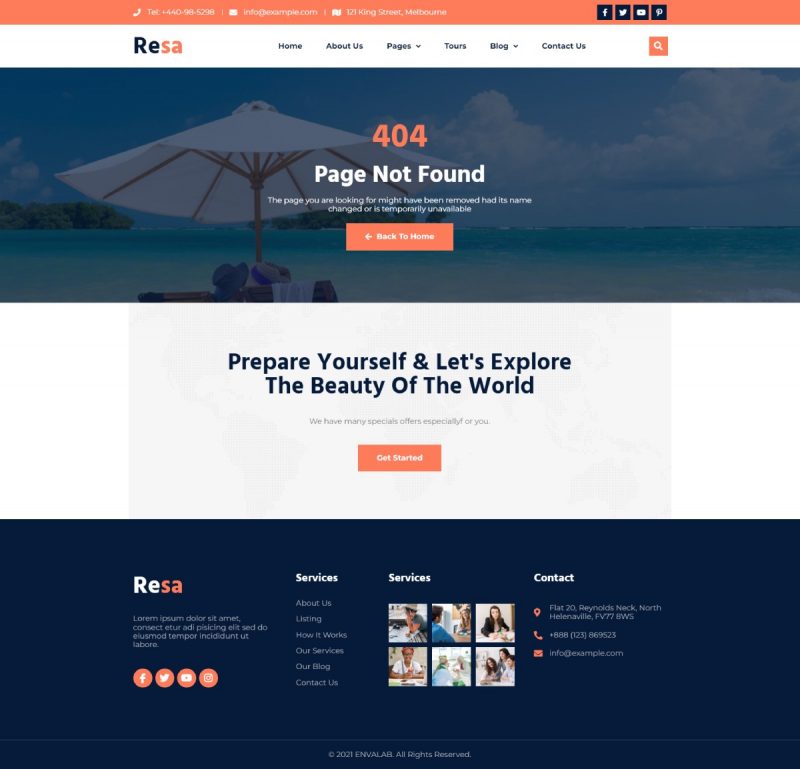 Tel: +440-98-5298
info@example.com
121 King Street, Melbourne
Resa
Home
About Us
Pages
Tours
Blog
Contact Us
404
Page Not Found
The page you are looking for might have been removed had its name
changed or is temporarily unavailable
Back To Home
Prepare Yourself & Let's Explore
The Beauty Of The World
We have many specials offers especiallyf or you.
Get Started
Resa
Lorem ipsum dolor sit amet,
consect etur adi pisicing elit sed do
eiusmod tempor incididunt ut
labore.
Services
About Us
Listing
How It Works
Our Services
Our Blog
Contact Us
Services
Contact
Flat 20, Reynolds Neck, North
Helenaville, FV77 8WS
+888 (123) 869523
info@example.com
© 2021 ENVALAB. All Rights Reserved.